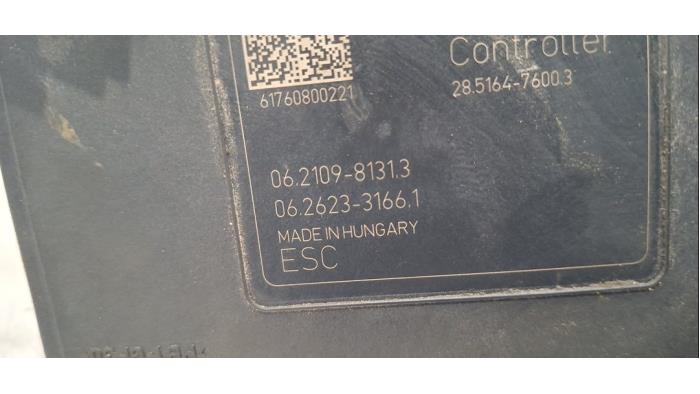 Controller
61760800221
28.5164-7600.3
06.2109-8131.3
06.2623-3166.1
MADE IN HUNGARY
ESC